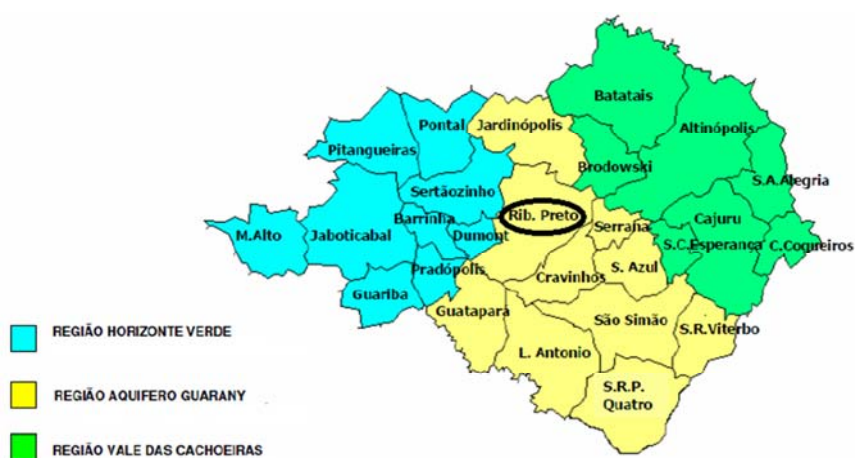 Batatais
Pontal
Jardinópolis
Altinópolis
Pitangueiras
Brodowski
S.A.Alegria
Sertãozinho
Barrinha
Rib. Preto
Cajuru
Serrana
M.Alto
Jaboticabal
Dumont
S.C.Esperança
C.Coqueiros
Pradópolis
Cravinhos
S. Azul
Guariba
Guatapará
São Simão
S.R.Viterbo
L. Antonio
S.R.P.
Quatro
REGIÃO HORIZONTE VERDE
REGIÃO AQUIFERO GUARANY
REGIÃO VALE DAS CACHOEIRAS